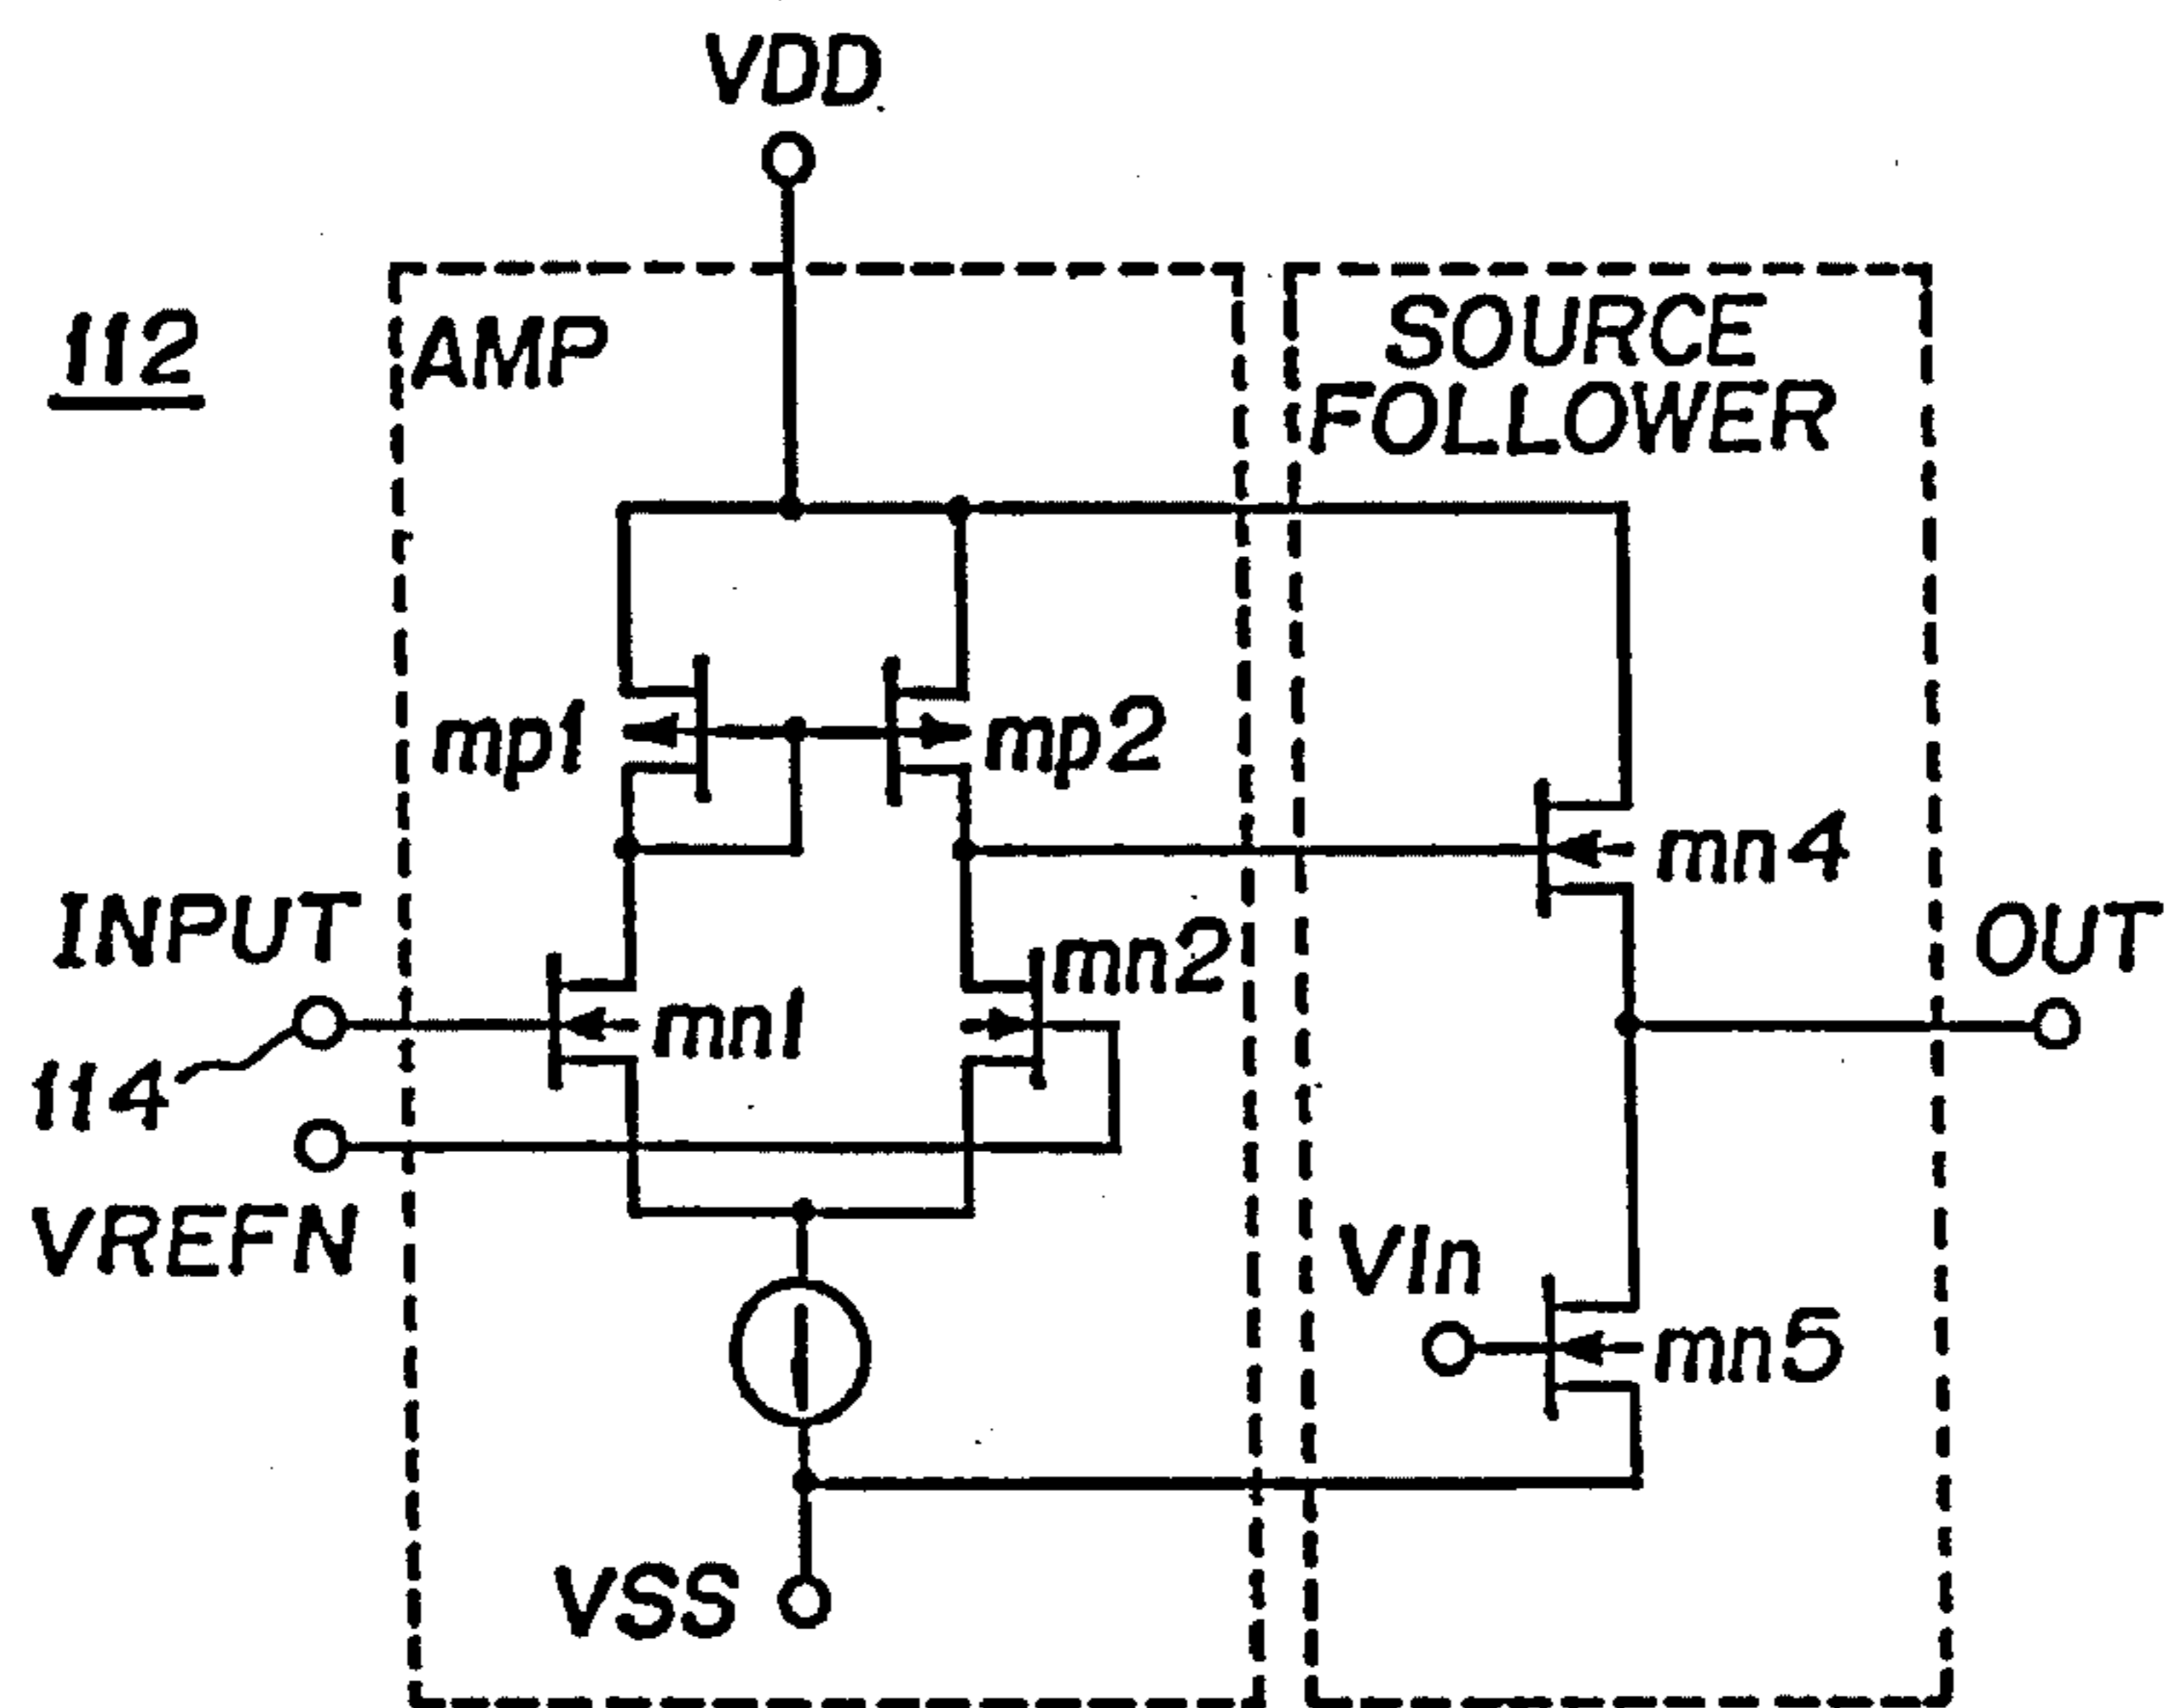 VDD
112
AMP
SOURCE
FOLLOWER
mp1
mp2
mn4
INPUT
mn2
OUT
mn1
114
VREFN
VIn
mn5
VSS